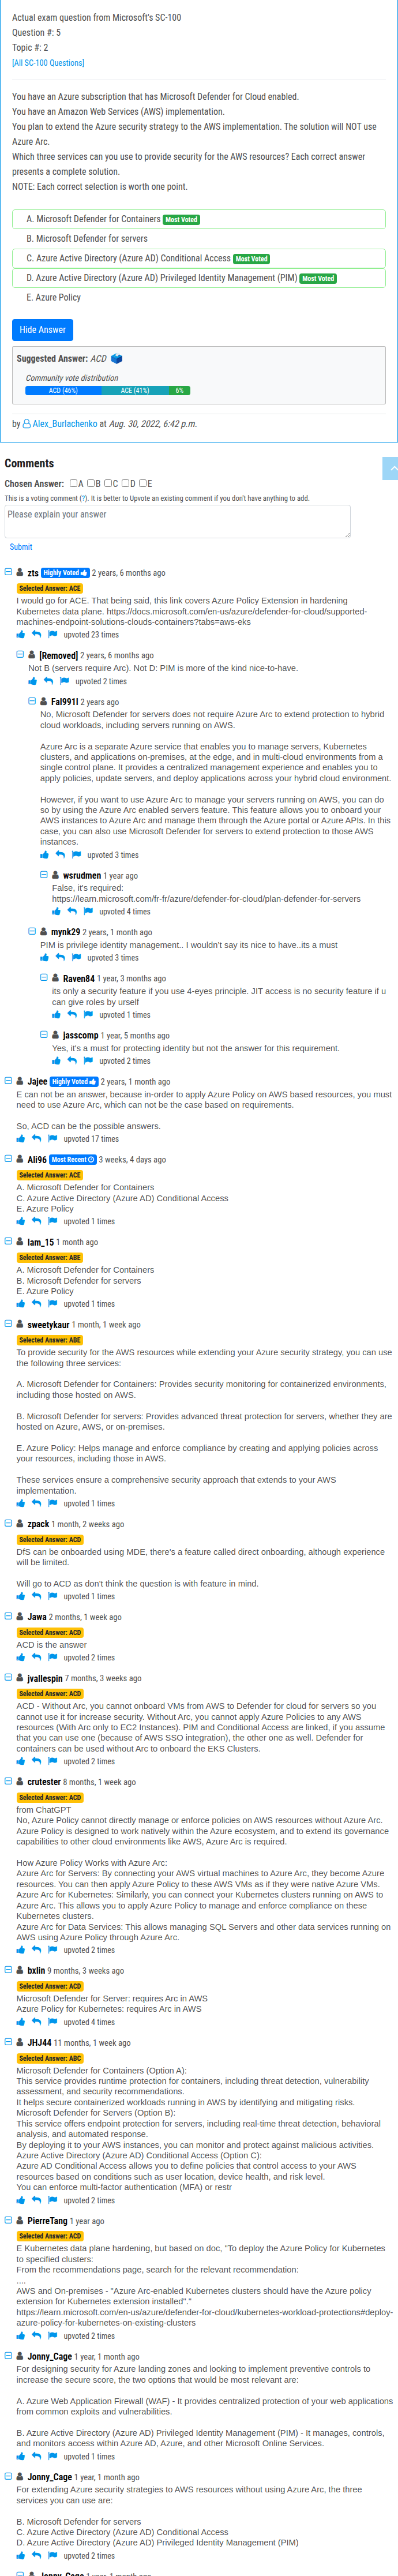 Actual exam question from Microsoft's SC-100
Question #: 5
Topic #: 2
[All SC-100 Questions]
You have an Azure subscription that has Microsoft Defender for Cloud enabled.
You have an Amazon Web Services (AWS) implementation.
You plan to extend the Azure security strategy to the AWS implementation. The solution will NOT use
Azure Arc.
Which three services can you use to provide security for the AWS resources? Each correct answer
presents a complete solution.
NOTE: Each correct selection is worth one point.
A. Microsoft Defender for Containers Most Voted
B. Microsoft Defender for servers
C. Azure Active Directory (Azure AD) Conditional Access Most Voted
D. Azure Active Directory (Azure AD) Privileged Identity Management (PIM) Most Voted
E. Azure Policy
Hide Answer
Suggested Answer: ACD
Community vote distribution
ACD (46%) ACE (41%) 6%
by Alex_Burlachenko at Aug. 30, 2022, 6:42 p.m.
Comments
Chosen Answer: A B C D E
This is a voting comment (?). It is better to Upvote an existing comment if you don't have anything to add.
Please explain your answer
Submit
zts Highly Voted 2 years, 6 months ago
Selected Answer: ACE
I would go for ACE. That being said, this link covers Azure Policy Extension in hardening
Kubernetes data plane. https://docs.microsoft.com/en-us/azure/defender-for-cloud/supported-
machines-endpoint-solutions-clouds-containers?tabs=aws-eks
upvoted 23 times
[Removed] 2 years, 6 months ago
Not B (servers require Arc). Not D: PIM is more of the kind nice-to-have.
upvoted 2 times
Fal991l 2 years ago
No, Microsoft Defender for servers does not require Azure Arc to extend protection to hybrid
cloud workloads, including servers running on AWS.
Azure Arc is a separate Azure service that enables you to manage servers, Kubernetes
clusters, and applications on-premises, at the edge, and in multi-cloud environments from a
single control plane. It provides a centralized management experience and enables you to
apply policies, update servers, and deploy applications across your hybrid cloud environment.
However, if you want to use Azure Arc to manage your servers running on AWS, you can do
so by using the Azure Arc enabled servers feature. This feature allows you to onboard your
AWS instances to Azure Arc and manage them through the Azure portal or Azure APIs. In this
case, you can also use Microsoft Defender for servers to extend protection to those AWS
instances.
upvoted 3 times
wsrudmen 1 year ago
False, it's required:
https://learn.microsoft.com/fr-fr/azure/defender-for-cloud/plan-defender-for-servers
upvoted 4 times
mynk29 2 years, 1 month ago
PIM is privilege identity management.. I wouldn't say its nice to have..its a must
upvoted 3 times
Raven84 1 year, 3 months ago
its only a security feature if you use 4-eyes principle. JIT access is no security feature if u
can give roles by urself
upvoted 1 times
jasscomp 1 year, 5 months ago
Yes, it's a must for protecting identity but not the answer for this requirement.
upvoted 2 times
Jajee Highly Voted 2 years, 1 month ago
E can not be an answer, because in-order to apply Azure Policy on AWS based resources, you must
need to use Azure Arc, which can not be the case based on requirements.
So, ACD can be the possible answers.
upvoted 17 times
Ali96 Most Recent 3 weeks, 4 days ago
Selected Answer: ACE
A. Microsoft Defender for Containers
C. Azure Active Directory (Azure AD) Conditional Access
E. Azure Policy
upvoted 1 times
Iam_15 1 month ago
Selected Answer: ABE
A. Microsoft Defender for Containers
B. Microsoft Defender for servers
E. Azure Policy
upvoted 1 times
sweetykaur 1 month, 1 week ago
Selected Answer: ABE
To provide security for the AWS resources while extending your Azure security strategy, you can use
the following three services:
A. Microsoft Defender for Containers: Provides security monitoring for containerized environments,
including those hosted on AWS.
B. Microsoft Defender for servers: Provides advanced threat protection for servers, whether they are
hosted on Azure, AWS, or on-premises.
E. Azure Policy: Helps manage and enforce compliance by creating and applying policies across
your resources, including those in AWS.
These services ensure a comprehensive security approach that extends to your AWS
implementation.
upvoted 1 times
zpack 1 month, 2 weeks ago
Selected Answer: ACD
DfS can be onboarded using MDE, there's a feature called direct onboarding, although experience
will be limited.
Will go to ACD as don't think the question is with feature in mind.
upvoted 1 times
Jawa 2 months, 1 week ago
Selected Answer: ACD
ACD is the answer
upvoted 2 times
jvallespin 7 months, 3 weeks ago
Selected Answer: ACD
ACD - Without Arc, you cannot onboard VMs from AWS to Defender for cloud for servers so you
cannot use it for increase security. Without Arc, you cannot apply Azure Policies to any AWS
resources (With Arc only to EC2 Instances). PIM and Conditional Access are linked, if you assume
that you can use one (because of AWS SSO integration), the other one as well. Defender for
containers can be used without Arc to onboard the EKS Clusters.
upvoted 2 times
crutester 8 months, 1 week ago
Selected Answer: ACD
from ChatGPT
No, Azure Policy cannot directly manage or enforce policies on AWS resources without Azure Arc.
Azure Policy is designed to work natively within the Azure ecosystem, and to extend its governance
capabilities to other cloud environments like AWS, Azure Arc is required.
How Azure Policy Works with Azure Arc:
Azure Arc for Servers: By connecting your AWS virtual machines to Azure Arc, they become Azure
resources. You can then apply Azure Policy to these AWS VMs as if they were native Azure VMs.
Azure Arc for Kubernetes: Similarly, you can connect your Kubernetes clusters running on AWS to
Azure Arc. This allows you to apply Azure Policy to manage and enforce compliance on these
Kubernetes clusters.
Azure Arc for Data Services: This allows managing SQL Servers and other data services running on
AWS using Azure Policy through Azure Arc.
upvoted 2 times
bxlin 9 months, 3 weeks ago
Selected Answer: ACD
Microsoft Defender for Server: requires Arc in AWS
Azure Policy for Kubernetes: requires Arc in AWS
upvoted 4 times
JHJ44 11 months, 1 week ago
Selected Answer: ABC
Microsoft Defender for Containers (Option A):
This service provides runtime protection for containers, including threat detection, vulnerability
assessment, and security recommendations.
It helps secure containerized workloads running in AWS by identifying and mitigating risks.
Microsoft Defender for Servers (Option B):
This service offers endpoint protection for servers, including real-time threat detection, behavioral
analysis, and automated response.
By deploying it to your AWS instances, you can monitor and protect against malicious activities.
Azure Active Directory (Azure AD) Conditional Access (Option C):
Azure AD Conditional Access allows you to define policies that control access to your AWS
resources based on conditions such as user location, device health, and risk level.
You can enforce multi-factor authentication (MFA) or restr
upvoted 2 times
PierreTang 1 year ago
Selected Answer: ACD
E Kubernetes data plane hardening, but based on doc, "To deploy the Azure Policy for Kubernetes
to specified clusters:
From the recommendations page, search for the relevant recommendation:
....
AWS and On-premises - "Azure Arc-enabled Kubernetes clusters should have the Azure policy
extension for Kubernetes extension installed"."
https://learn.microsoft.com/en-us/azure/defender-for-cloud/kubernetes-workload-protections#deploy-
azure-policy-for-kubernetes-on-existing-clusters
upvoted 2 times
Jonny_Cage 1 year, 1 month ago
For designing security for Azure landing zones and looking to implement preventive controls to
increase the secure score, the two options that would be most relevant are:
A. Azure Web Application Firewall (WAF) - It provides centralized protection of your web applications
from common exploits and vulnerabilities.
B. Azure Active Directory (Azure AD) Privileged Identity Management (PIM) - It manages, controls,
and monitors access within Azure AD, Azure, and other Microsoft Online Services.
upvoted 1 times
Jonny_Cage 1 year, 1 month ago
For extending Azure security strategies to AWS resources without using Azure Arc, the three
services you can use are:
B. Microsoft Defender for servers
C. Azure Active Directory (Azure AD) Conditional Access
D. Azure Active Directory (Azure AD) Privileged Identity Management (PIM)
upvoted 2 times